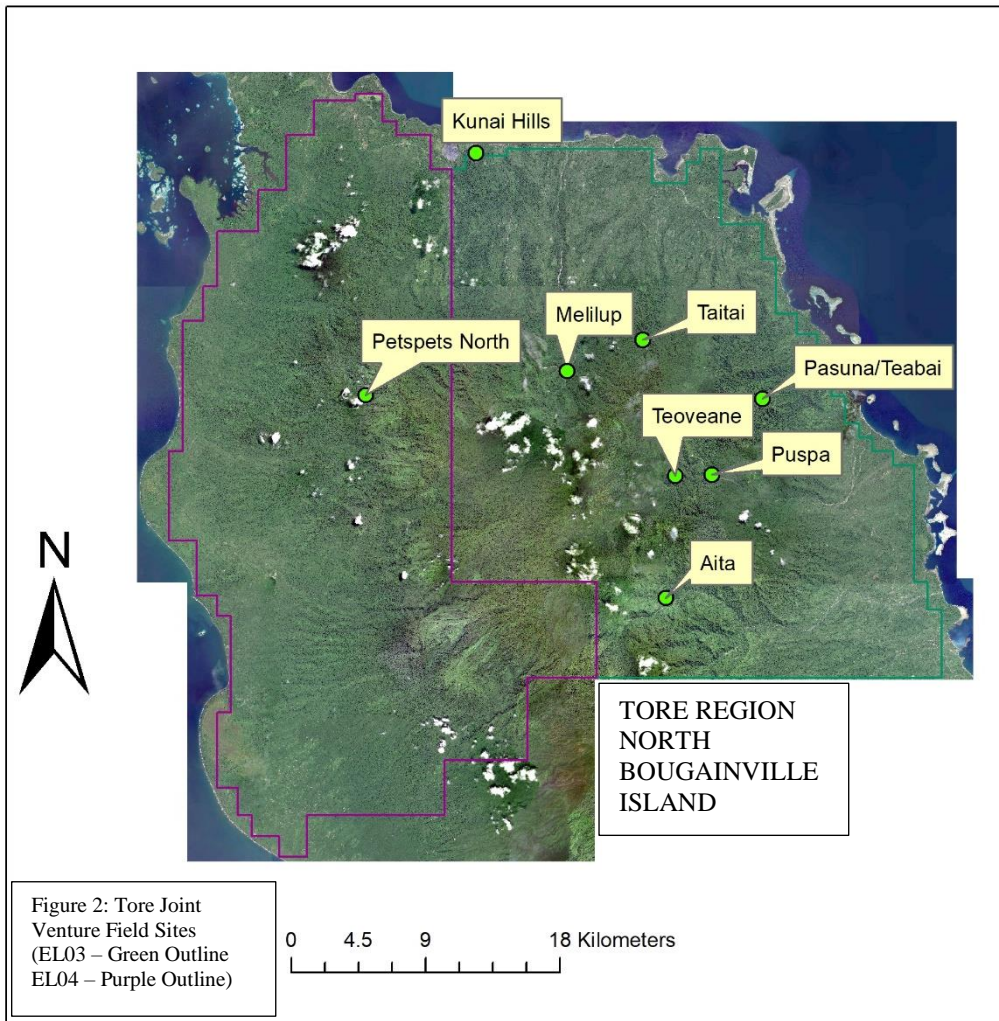 Kunai Hills
Melilup
Taitai
Petspets North
Pasuna/Teabai
Teoveane
Puspa
Aita
N
TORE REGION
NORTH
BOUGAINVILLE
ISLAND
Figure 2: Tore Joint
Venture Field Sites
(EL03 – Green Outline
EL04 – Purple Outline)
0 4.5 9 18 Kilometers